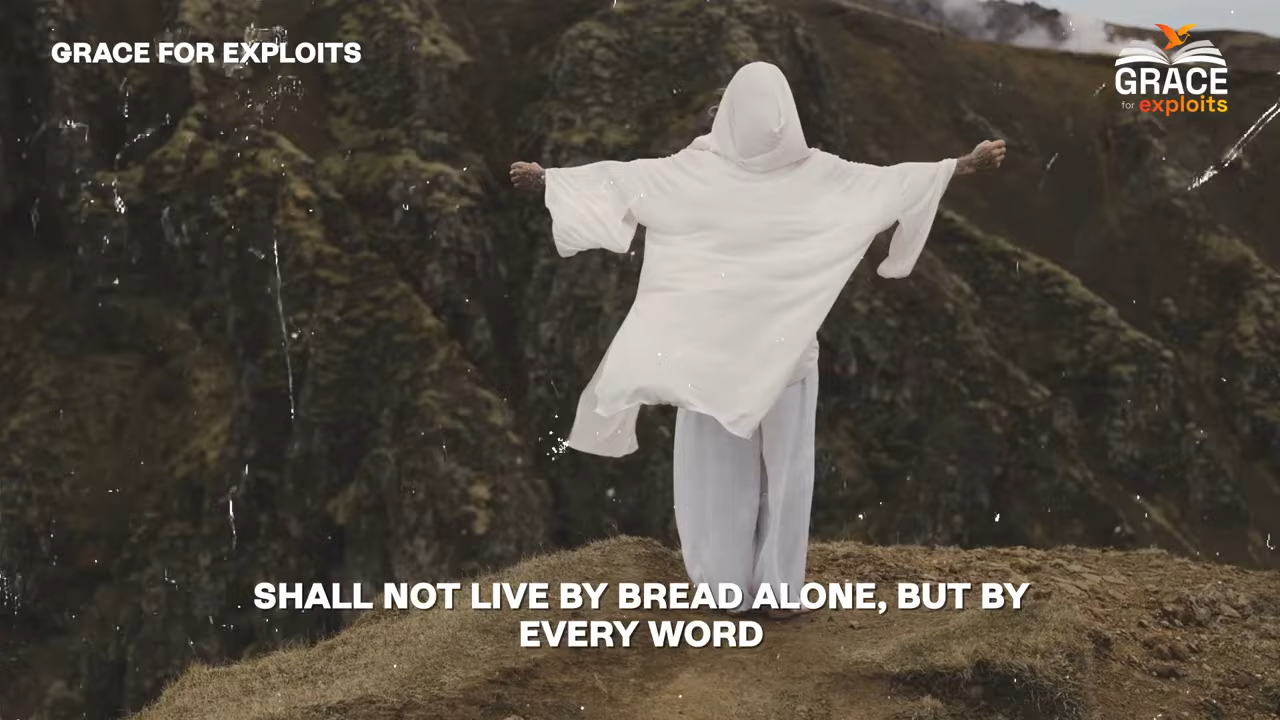 GRACE FOR EXPLOITS
GRACE
for exploits
SHALL NOT LIVE BY BREAD ALONE, BUT BY
EVERY WORD